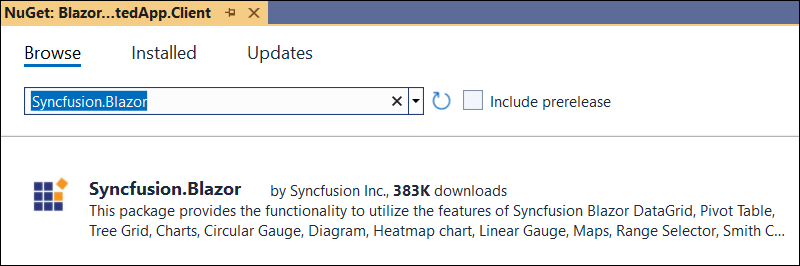 NuGet: Blazor...tedApp.Client
Browse Installed Updates
Syncfusion.Blazor
Include prerelease
Syncfusion.Blazor by Syncfusion Inc., 383K downloads
This package provides the functionality to utilize the features of Syncfusion Blazor DataGrid, Pivot Table,
Tree Grid, Charts, Circular Gauge, Diagram, Heatmap chart, Linear Gauge, Maps, Range Selector, Smith C...